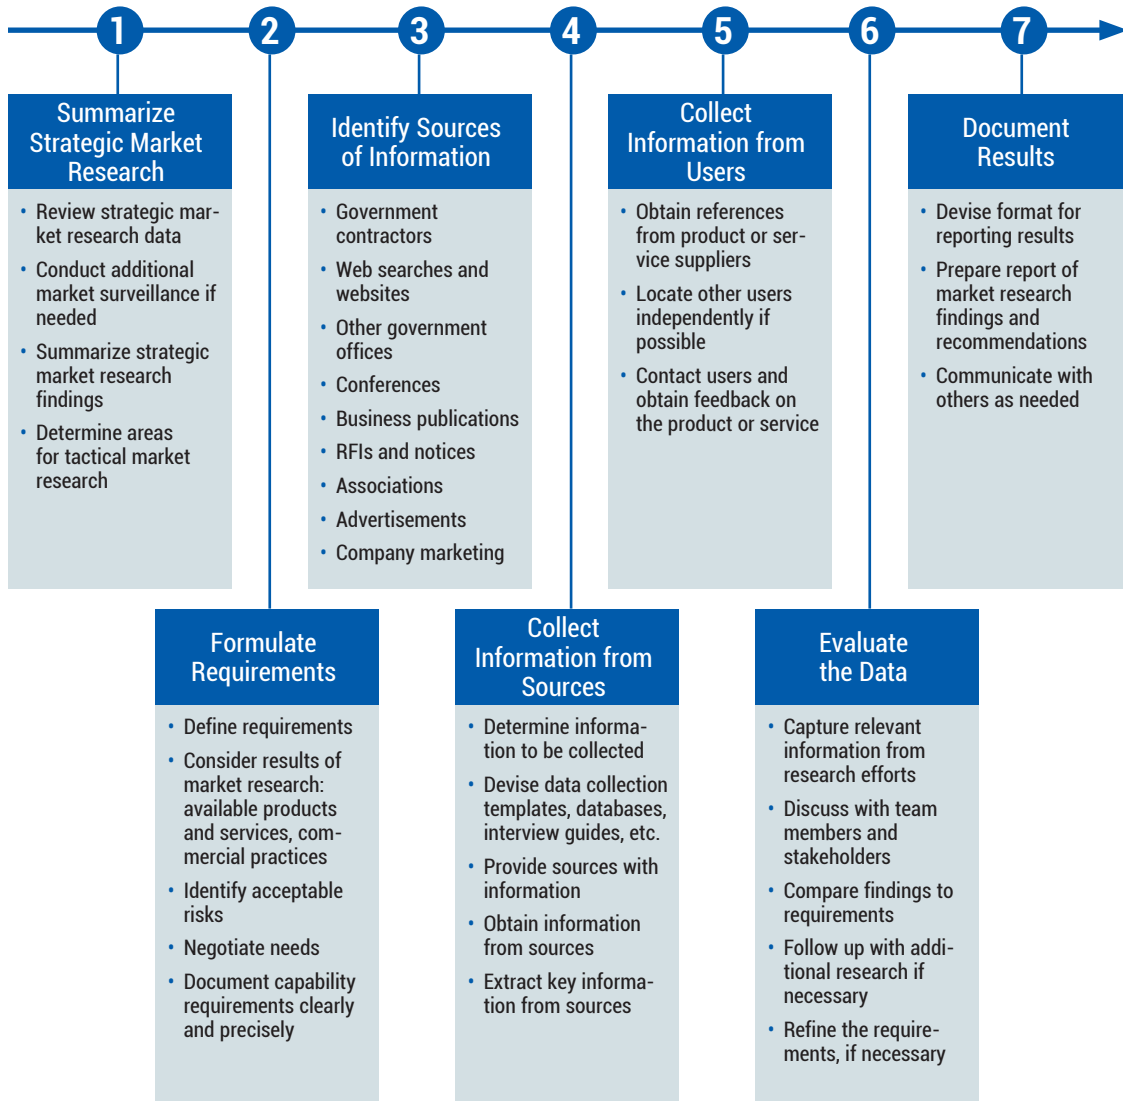 1
2
3
4
5
6
7
Summarize
Strategic Market
Research
• Review strategic mar-
ket research data
• Conduct additional
market surveillance if
needed
• Summarize strategic
market research
findings
• Determine areas
for tactical market
research
Formulate
Requirements
• Define requirements
• Consider results of
market research:
available products
and services, com-
mercial practices
• Identify acceptable
risks
• Negotiate needs
• Document capability
requirements clearly
and precisely
Identify Sources
of Information
• Government
contractors
• Web searches and
websites
• Other government
offices
• Conferences
• Business publications
• RFIs and notices
• Associations
• Advertisements
• Company marketing
Collect
Information from
Sources
• Determine informa-
tion to be collected
• Devise data collection
templates, databases,
interview guides, etc.
• Provide sources with
information
• Obtain information
from sources
• Extract key informa-
tion from sources
Collect
Information from
Users
• Obtain references
from product or ser-
vice suppliers
• Locate other users
independently if
possible
• Contact users and
obtain feedback on
the product or service
Evaluate
the Data
• Capture relevant
information from
research efforts
• Discuss with team
members and
stakeholders
• Compare findings to
requirements
• Follow up with addi-
tional research if
necessary
• Refine the require-
ments, if necessary
Document
Results
• Devise format for
reporting results
• Prepare report of
market research
findings and
recommendations
• Communicate with
others as needed